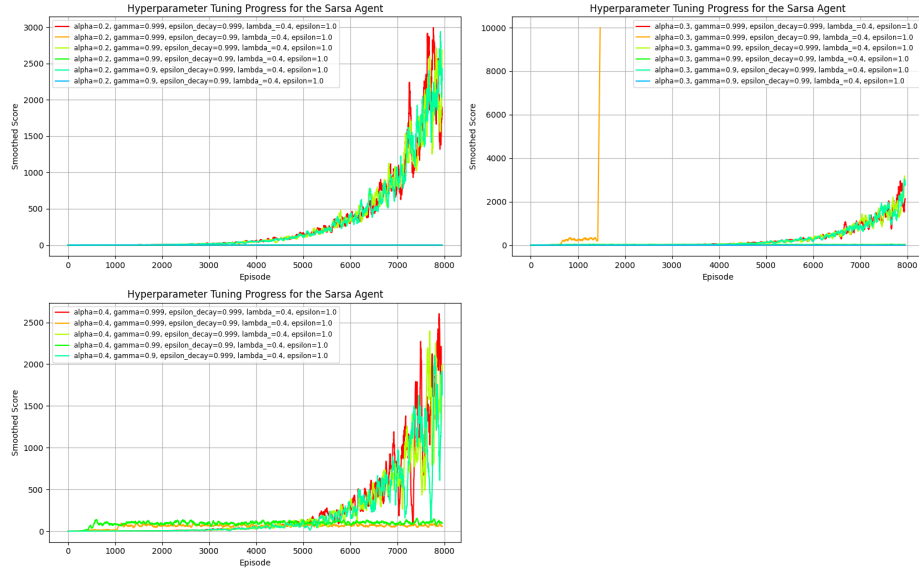 Hyperparameter Tuning Progress for the Sarsa Agent
alpha=0.2, gamma=0.999, epsilon_decay=0.999, lambda_=0.4, epsilon=1.0
alpha=0.2, gamma=0.999, epsilon_decay=0.99, lambda_=0.4, epsilon=1.0
alpha=0.2, gamma=0.99, epsilon_decay=0.999, lambda_=0.4, epsilon=1.0
alpha=0.2, gamma=0.99, epsilon_decay=0.99, lambda_=0.4, epsilon=1.0
alpha=0.2, gamma=0.9, epsilon_decay=0.999, lambda_=0.4, epsilon=1.0
alpha=0.2, gamma=0.9, epsilon_decay=0.99, lambda_=0.4, epsilon=1.0
Smoothed Score
3000
2500
2000
1500
1000
500
0
0 1000 2000 3000 4000 5000 6000 7000 8000
Episode
Hyperparameter Tuning Progress for the Sarsa Agent
alpha=0.3, gamma=0.999, epsilon_decay=0.999, lambda_=0.4, epsilon=1.0
alpha=0.3, gamma=0.999, epsilon_decay=0.99, lambda_=0.4, epsilon=1.0
alpha=0.3, gamma=0.99, epsilon_decay=0.999, lambda_=0.4, epsilon=1.0
alpha=0.3, gamma=0.99, epsilon_decay=0.99, lambda_=0.4, epsilon=1.0
alpha=0.3, gamma=0.9, epsilon_decay=0.999, lambda_=0.4, epsilon=1.0
alpha=0.3, gamma=0.9, epsilon_decay=0.99, lambda_=0.4, epsilon=1.0
Smoothed Score
10000
8000
6000
4000
2000
0
0 1000 2000 3000 4000 5000 6000 7000 8000
Episode
Hyperparameter Tuning Progress for the Sarsa Agent
alpha=0.4, gamma=0.999, epsilon_decay=0.999, lambda_=0.4, epsilon=1.0
alpha=0.4, gamma=0.999, epsilon_decay=0.99, lambda_=0.4, epsilon=1.0
alpha=0.4, gamma=0.99, epsilon_decay=0.999, lambda_=0.4, epsilon=1.0
alpha=0.4, gamma=0.99, epsilon_decay=0.99, lambda_=0.4, epsilon=1.0
alpha=0.4, gamma=0.9, epsilon_decay=0.999, lambda_=0.4, epsilon=1.0
Smoothed Score
2500
2000
1500
1000
500
0
0 1000 2000 3000 4000 5000 6000 7000 8000
Episode